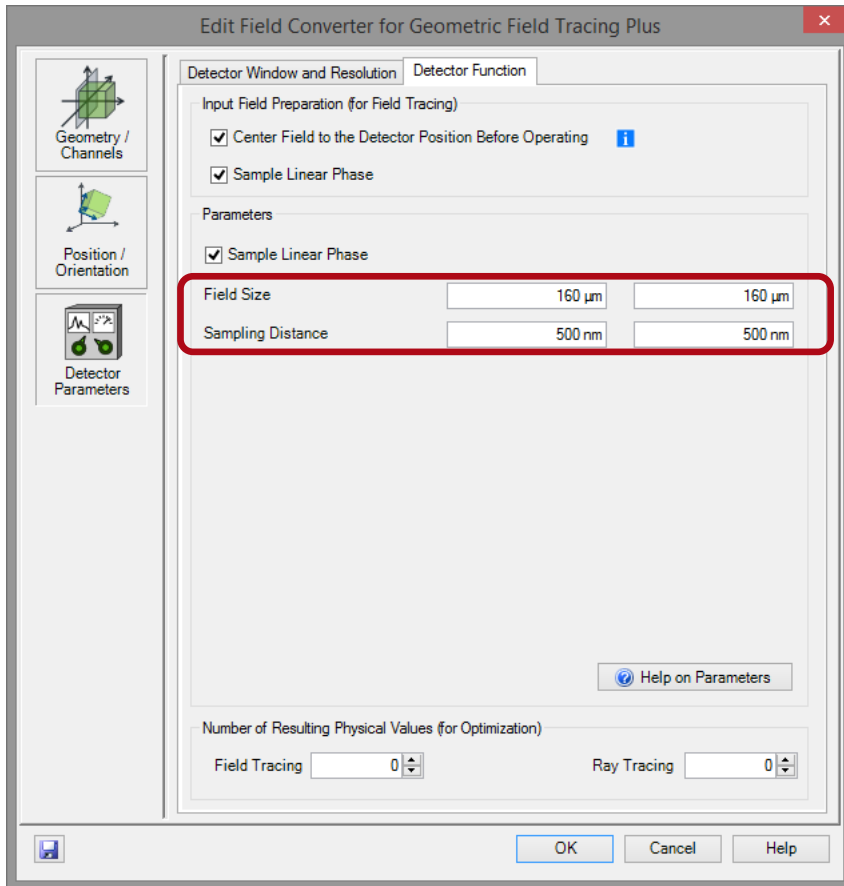 Edit Field Converter for Geometric Field Tracing Plus
Geometry /
Channels
Position /
Orientation
Detector
Parameters
Detector Window and Resolution Detector Function
Input Field Preparation (for Field Tracing)
Center Field to the Detector Position Before Operating
Sample Linear Phase
Parameters
Sample Linear Phase
Field Size 160 µm 160 µm
Sampling Distance 500 nm 500 nm
Help on Parameters
Number of Resulting Physical Values (for Optimization)
Field Tracing 0 Ray Tracing 0
OK Cancel Help